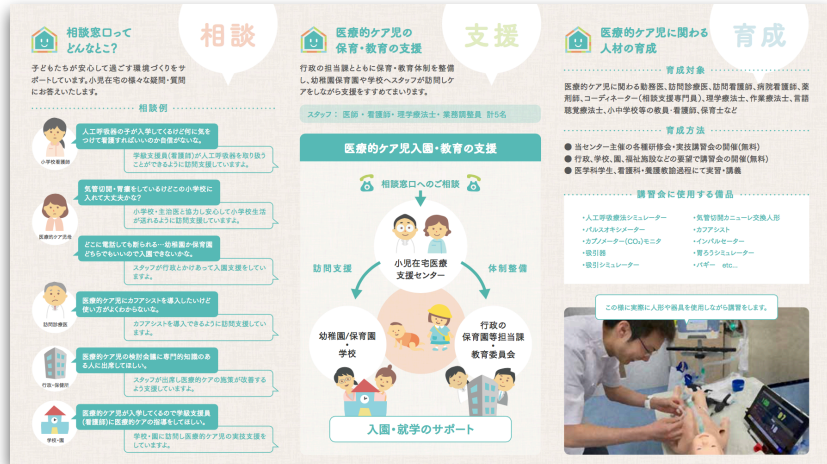 相談窓口って
どんなとこ？
相談
子どもたちが安心して過ごす環境づくりをサ
ポートしています。小児在宅の様々な疑問・質問
にお答えいたします。
相談例
人工呼吸器の子が入学してくるけど何に気を
つけて看護すればいいのか自信がないな。
小学校看護師
学級支援員(看護師)が人工呼吸器を取り扱う
ことができるように訪問支援していますよ。
気管切開・胃瘻をしているけどこの小学校に
入れて大丈夫かな？
医療的ケア児母
小学校・主治医と協力し安心して小学校生活
が送れるように訪問支援していますよ。
どこに電話しても断られる…幼稚園か保育園
どちらでもいいので入園できないかな。
スタッフが行政とかけあって入園支援をしてい
ますよ。
医療的ケア児にカフアシストを導入したいけど
使い方がよくわからないな。
訪問診療医
カフアシストを導入できるように訪問支援してい
ますよ。
医療的ケア児の検討会議に専門的知識のあ
る人に出席してほしい。
行政・保健所
スタッフが出席し医療的ケアの施策が改善するよ
う支援していますよ。
医療的ケア児が入学してくるので学級支援員
(看護師)に医療的ケアの指導をしてほしい。
学校・園
学校・園に訪問し医療的ケア児の実技支援を
していますよ。
医療的ケア児の
保育・教育の支援
支援
行政の担当課とともに保育・教育体制を整備
し、幼稚園保育園や学校へスタッフが訪問しケ
アをしながら支援をすすめてまいります。
スタッフ： 医師・看護師・理学療法士・業務調整員 計5名
医療的ケア児入園・教育の支援
相談窓口へのご相談
小児在宅医療
支援センター
訪問支援
体制整備
幼稚園/保育園
・
学校
行政の
保育園等担当課
・
教育委員会
入園・就学のサポート
医療的ケア児に関わる
人材の育成
育成
育成対象
医療的ケア児に関わる勤務医、訪問診療医、訪問看護師、病院看護師、薬
剤師、コーディネーター(相談支援専門員)、理学療法士、作業療法士、言語
聴覚療法士、小中学校等の教員・看護師、保育士など
育成方法
● 当センター主催の各種研修会・実技講習会の開催(無料)
● 行政、学校、園、福祉施設などの要望で講習会の開催(無料)
● 医学科学生、看護科・養護教諭過程にて実習・講義
講習会に使用する備品
・人工呼吸療法シミュレーター
・パルスオキシメーター
・カプノメーター(CO₂)モニタ
・吸引器
・吸引シミュレーター
・気管切開カニューレ交換人形
・カフアシスト
・インパルセーター
・胃ろうシミュレーター
・バギー etc...
この様に実際に人形や器具を使用しながら講習をします。